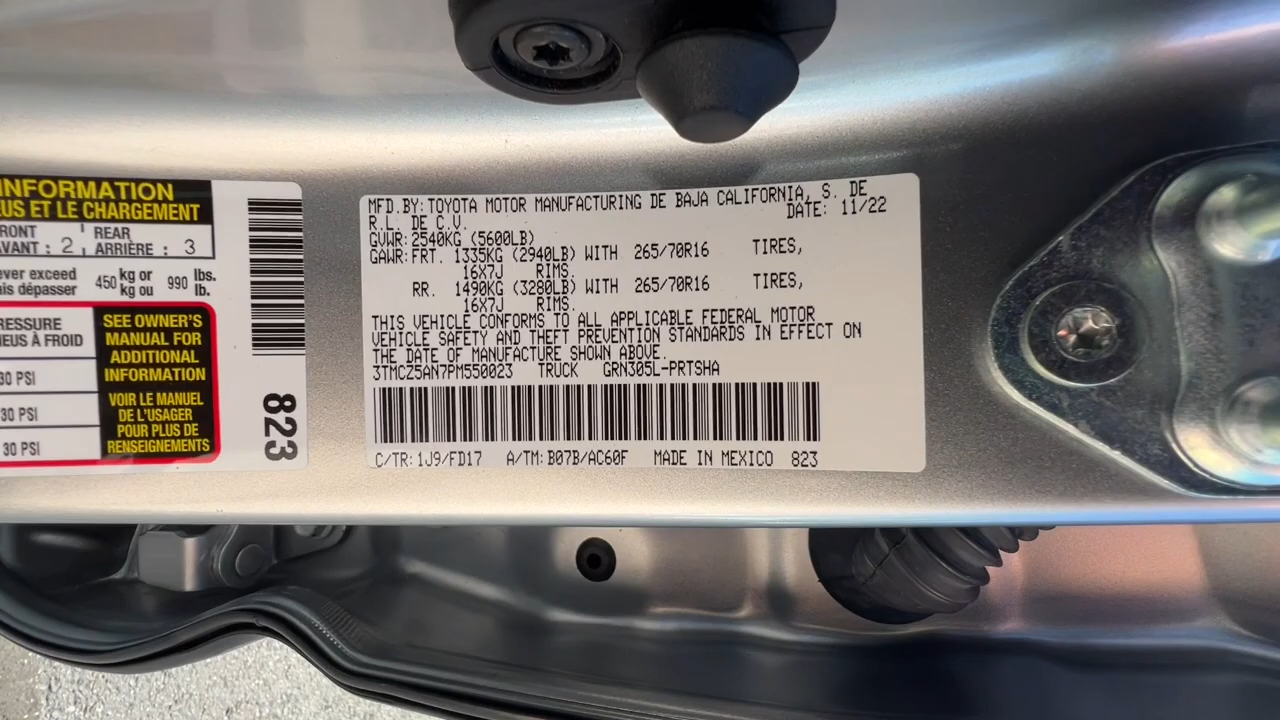 INFORMATION
US ET LE CHARGEMENT
FRONT
AVANT : 2
REAR
ARRIÈRE : 3
ever exceed
ais dépasser
450 kg or
kg ou
990 lbs.
lb.
RESSURE
NEUS À FROID
30 PSI
30 PSI
30 PSI
SEE OWNER'S
MANUAL FOR
ADDITIONAL
INFORMATION
VOIR LE MANUEL
DE L'USAGER
POUR PLUS DE
RENSEIGNEMENTS
823
MFD.BY:TOYOTA MOTOR MANUFACTURING DE BAJA CALIFORNIA, S. DE
R.L. DE C.V. DATE: 11/22
GVWR:2540KG (5600LB)
GAWR:FRT. 1335KG (2940LB) WITH 265/70R16 TIRES,
16X7J RIMS.
RR. 1490KG (3280LB) WITH 265/70R16 TIRES,
16X7J RIMS.
THIS VEHICLE CONFORMS TO ALL APPLICABLE FEDERAL MOTOR
VEHICLE SAFETY AND THEFT PREVENTION STANDARDS IN EFFECT ON
THE DATE OF MANUFACTURE SHOWN ABOVE.
3TMCZ5AN7PM550023 TRUCK GRN305L-PRTSHA
C/TR:1J9/FD17 A/TM:B07B/AC60F MADE IN MEXICO 823